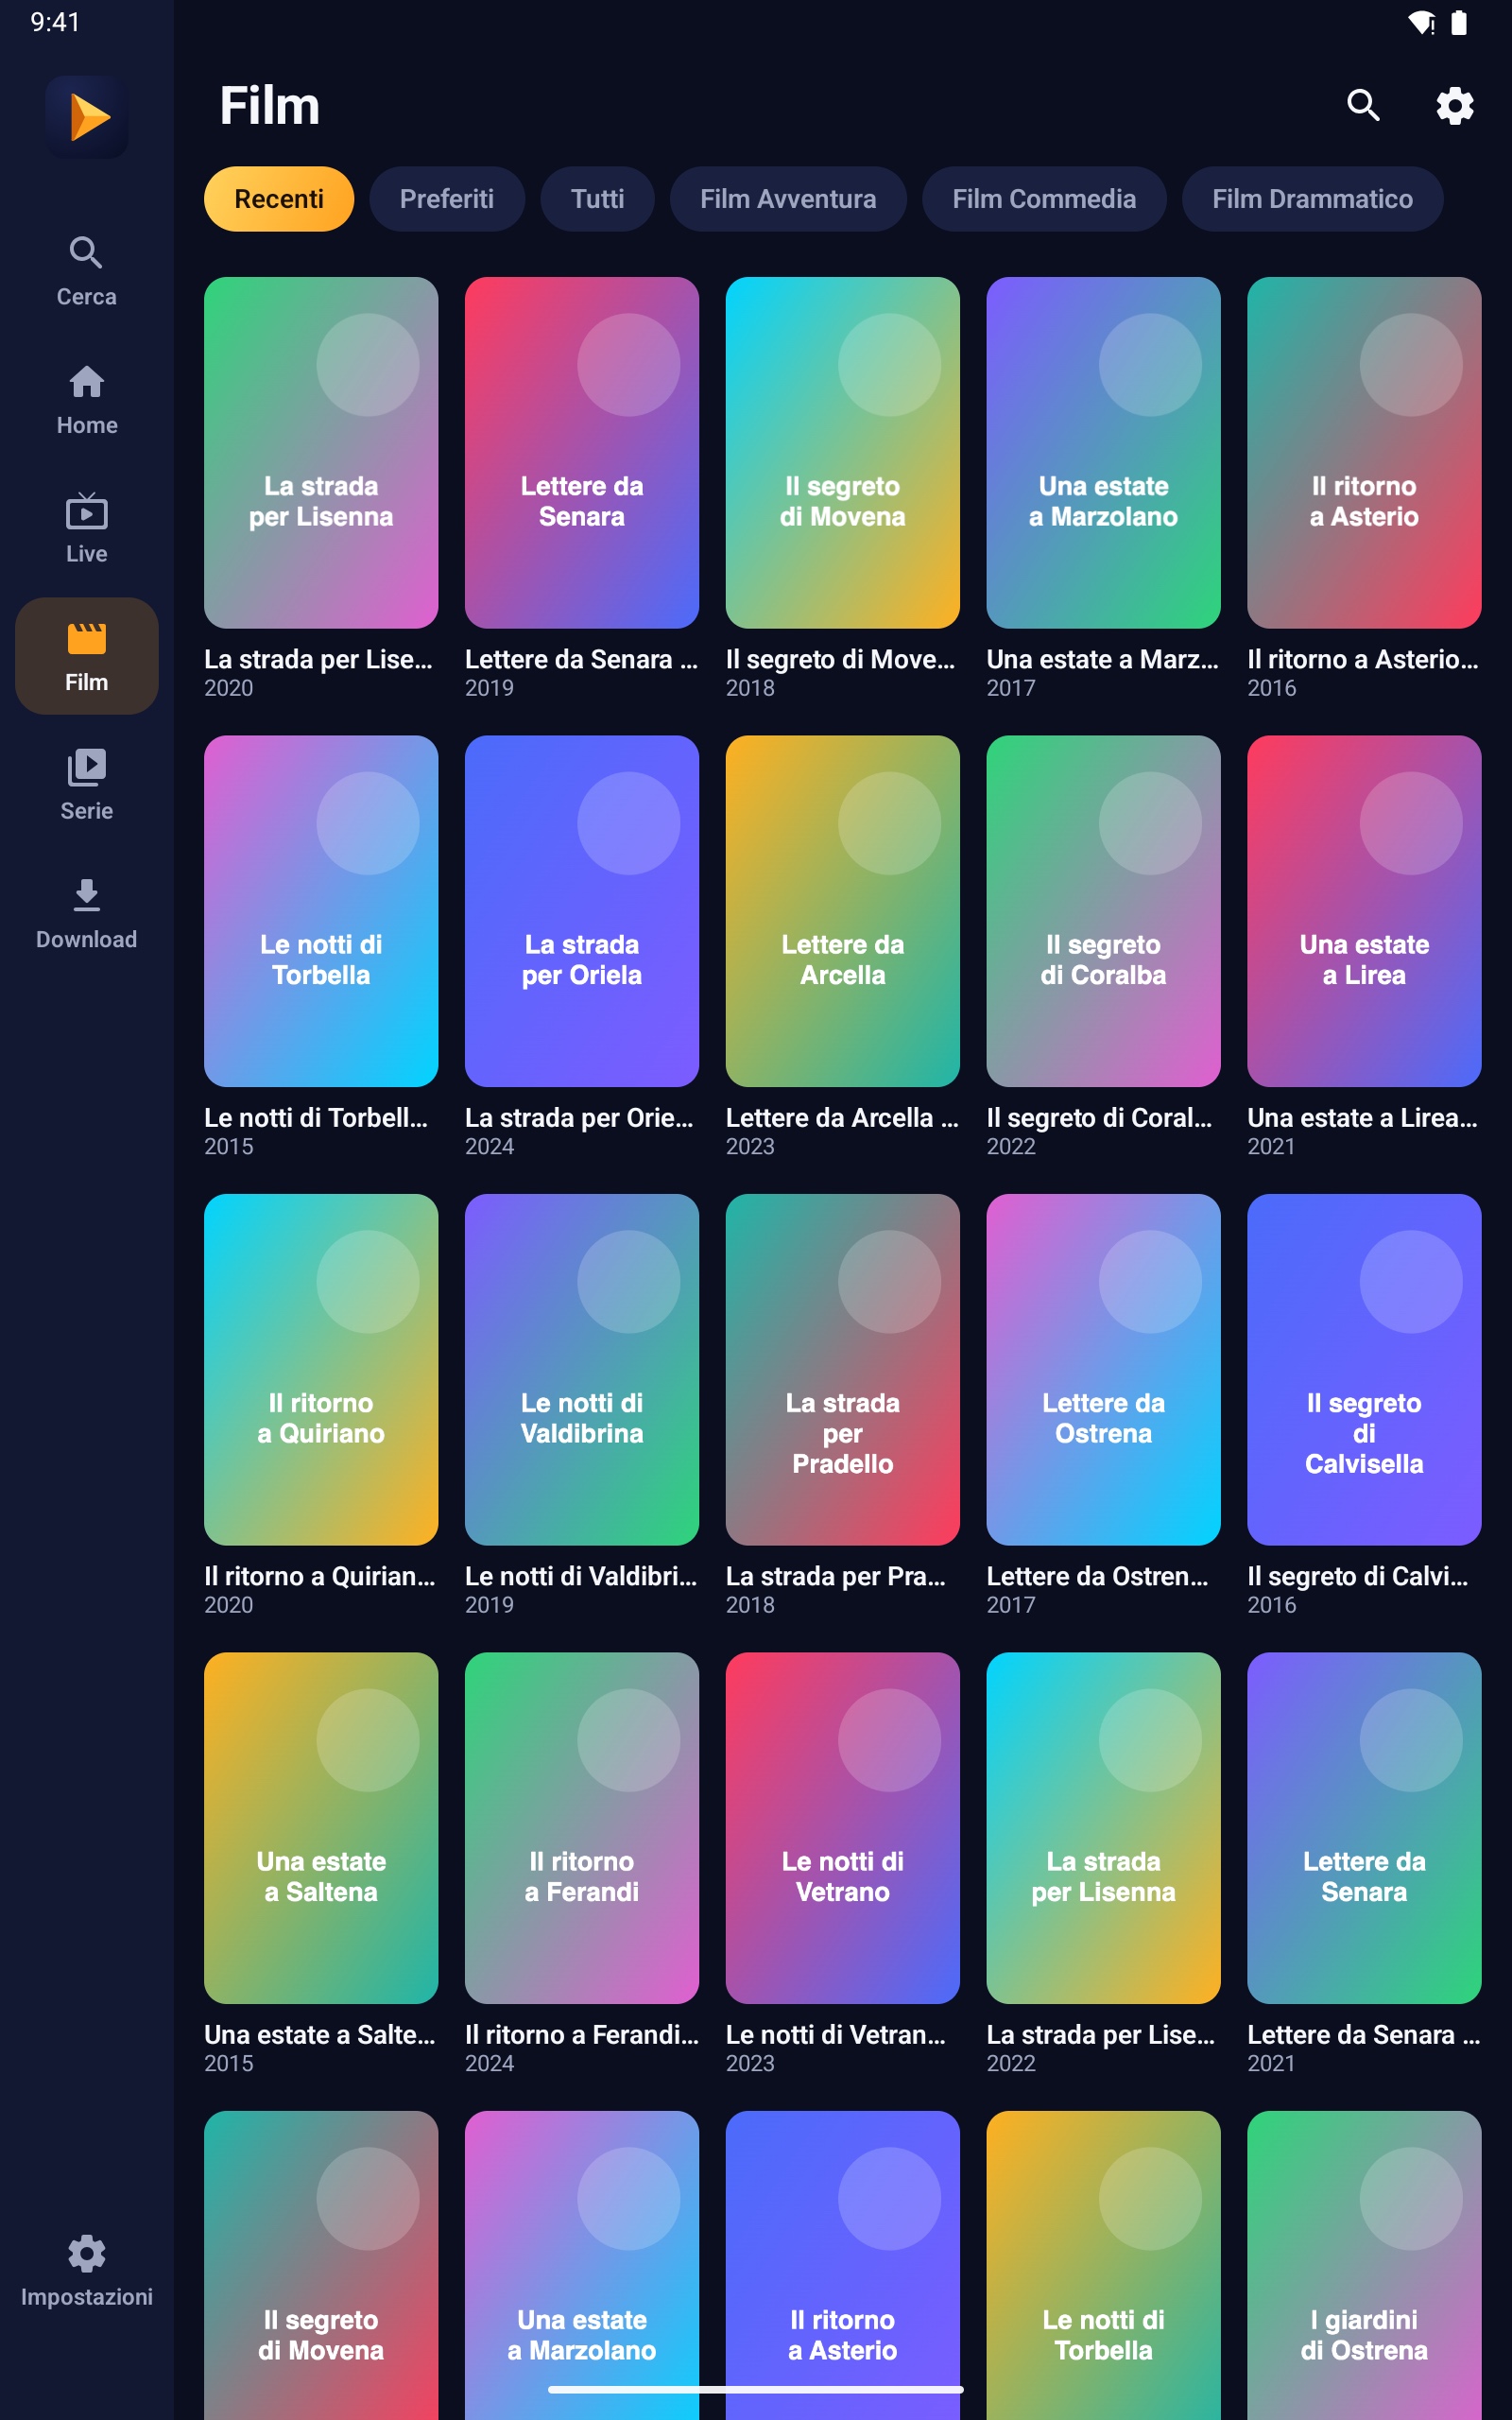 9:41
Film
Recenti
Preferiti
Tutti
Film Avventura
Film Commedia
Film Drammatico
Cerca
Home
Live
Film
Serie
Download
Impostazioni
La strada
per Lisenna
La strada per Lise...
2020
Lettere da
Senara
Lettere da Senara ...
2019
Il segreto
di Movena
Il segreto di Move...
2018
Una estate
a Marzolano
Una estate a Marz...
2017
Il ritorno
a Asterio
Il ritorno a Asterio...
2016
Le notti di
Torbella
Le notti di Torbell...
2015
La strada
per Oriela
La strada per Orie...
2024
Lettere da
Arcella
Lettere da Arcella ...
2023
Il segreto
di Coralba
Il segreto di Coral...
2022
Una estate
a Lirea
Una estate a Lirea...
2021
Il ritorno
a Quiriano
Il ritorno a Quirian...
2020
Le notti di
Valdibrina
Le notti di Valdibri...
2019
La strada
per
Pradello
La strada per Pra...
2018
Lettere da
Ostrena
Lettere da Ostren...
2017
Il segreto
di
Calvisella
Il segreto di Calvi...
2016
Una estate
a Saltena
Una estate a Salte...
2015
Il ritorno
a Ferandi
Il ritorno a Ferandi...
2024
Le notti di
Vetrano
Le notti di Vetran...
2023
La strada
per Lisenna
La strada per Lise...
2022
Lettere da
Senara
Lettere da Senara ...
2021
Il segreto
di Movena
Una estate
a Marzolano
Il ritorno
a Asterio
Le notti di
Torbella
I giardini
di Ostrena